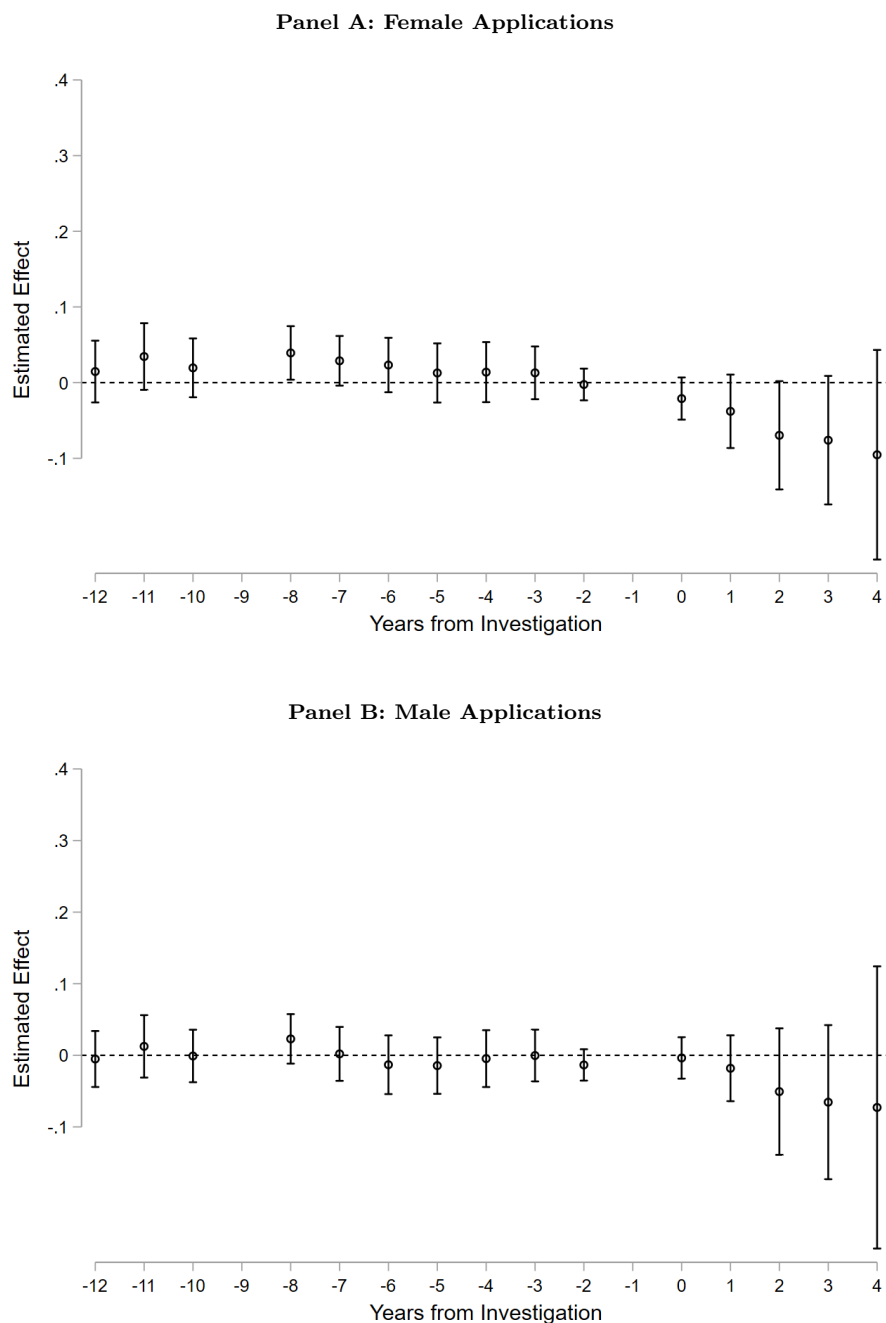 Panel A: Female Applications
.4
.3
.2
.1
0
-.1
Estimated Effect
-12 -11 -10 -9 -8 -7 -6 -5 -4 -3 -2 -1 0 1 2 3 4
Years from Investigation
Panel B: Male Applications
.4
.3
.2
.1
0
-.1
Estimated Effect
-12 -11 -10 -9 -8 -7 -6 -5 -4 -3 -2 -1 0 1 2 3 4
Years from Investigation